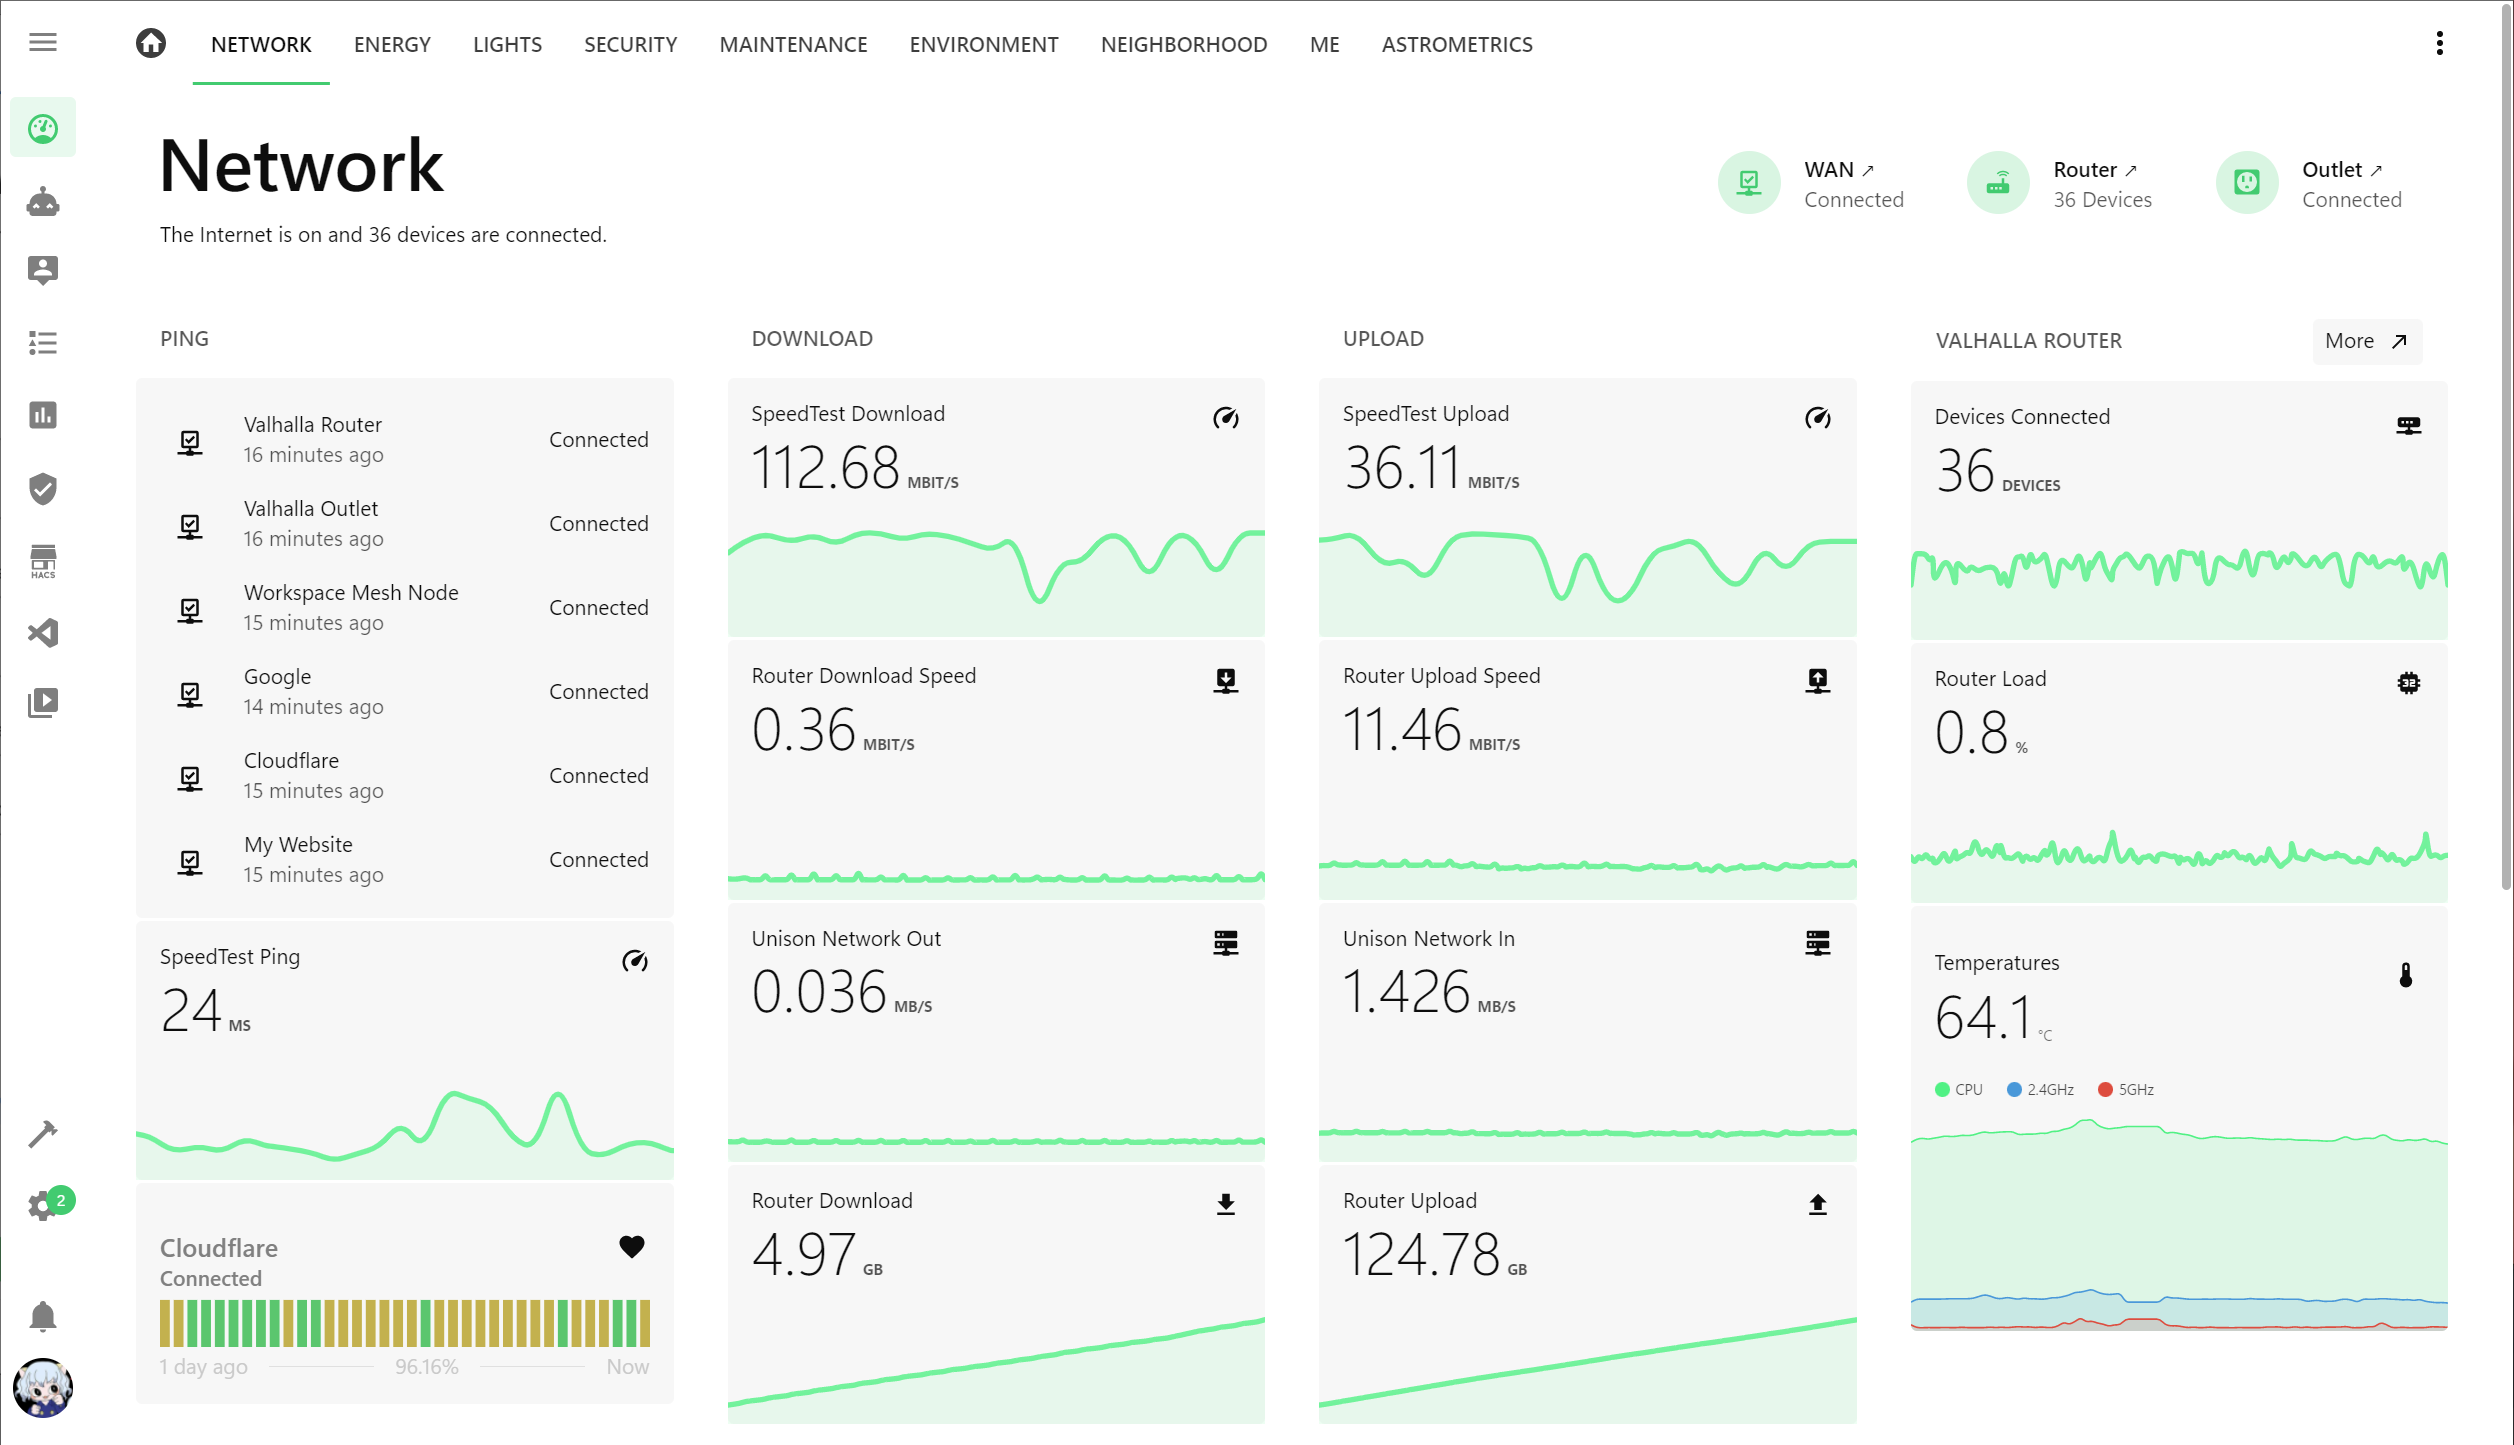 NETWORK ENERGY LIGHTS SECURITY MAINTENANCE ENVIRONMENT NEIGHBORHOOD ME ASTROMETRICS
Network
The Internet is on and 36 devices are connected.
WAN ↗
Connected
Router ↗
36 Devices
Outlet ↗
Connected
HACS
2
PING
Valhalla Router
16 minutes ago
Connected
Valhalla Outlet
16 minutes ago
Connected
Workspace Mesh Node
15 minutes ago
Connected
Google
14 minutes ago
Connected
Cloudflare
15 minutes ago
Connected
My Website
15 minutes ago
Connected
SpeedTest Ping
24 MS
Cloudflare
Connected
1 day ago 96.16% Now
DOWNLOAD
SpeedTest Download
112.68 MBIT/S
Router Download Speed
0.36 MBIT/S
Unison Network Out
0.036 MB/S
Router Download
4.97 GB
UPLOAD
SpeedTest Upload
36.11 MBIT/S
Router Upload Speed
11.46 MBIT/S
Unison Network In
1.426 MB/S
Router Upload
124.78 GB
VALHALLA ROUTER
More ↗
Devices Connected
36 DEVICES
Router Load
32
0.8 %
Temperatures
64.1 °C
CPU 2.4GHz 5GHz